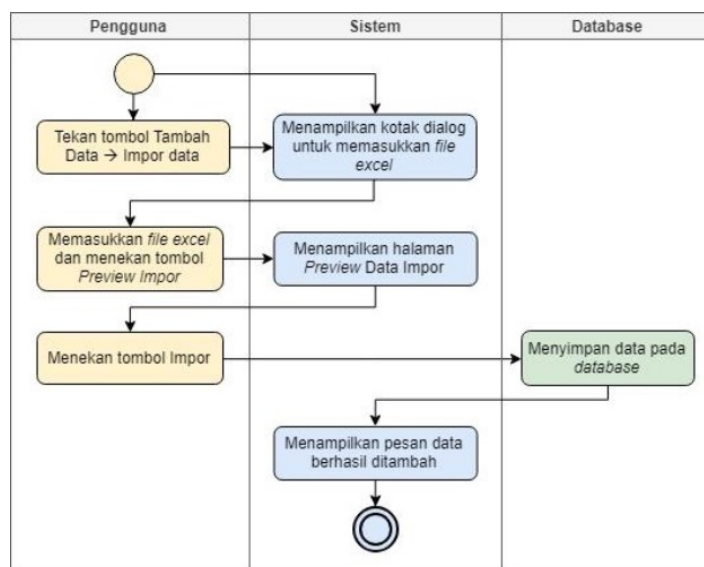 Pengguna
Sistem
Database
Tekan tombol Tambah
Data → Impor data
Menampilkan kotak dialog
untuk memasukkan file
excel
Memasukkan file excel
dan menekan tombol
Preview Impor
Menampilkan halaman
Preview Data Impor
Menekan tombol Impor
Menyimpan data pada
database
Menampilkan pesan data
berhasil ditambah